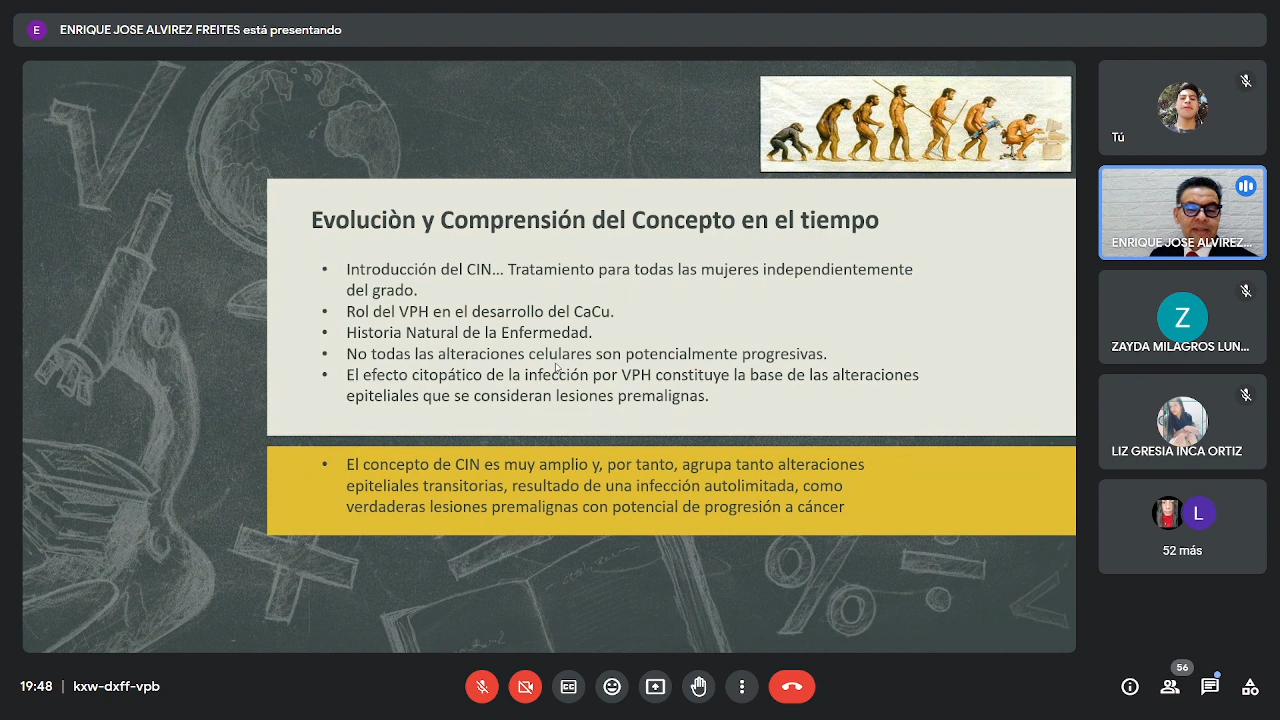 E ENRIQUE JOSE ALVIREZ FREITES está presentando
Evoluciòn y Comprensión del Concepto en el tiempo
• Introducción del CIN... Tratamiento para todas las mujeres independientemente
del grado.
• Rol del VPH en el desarrollo del CaCu.
• Historia Natural de la Enfermedad.
• No todas las alteraciones celulares son potencialmente progresivas.
• El efecto citopático de la infección por VPH constituye la base de las alteraciones
epiteliales que se consideran lesiones premalignas.
• El concepto de CIN es muy amplio y, por tanto, agrupa tanto alteraciones
epiteliales transitorias, resultado de una infección autolimitada, como
verdaderas lesiones premalignas con potencial de progresión a cáncer
Tú
ENRIQUE JOSE ALVIREZ...
Z
ZAYDA MILAGROS LUN...
LIZ GRESIA INCA ORTIZ
L
52 más
19:48 | kxw-dxff-vpb
56